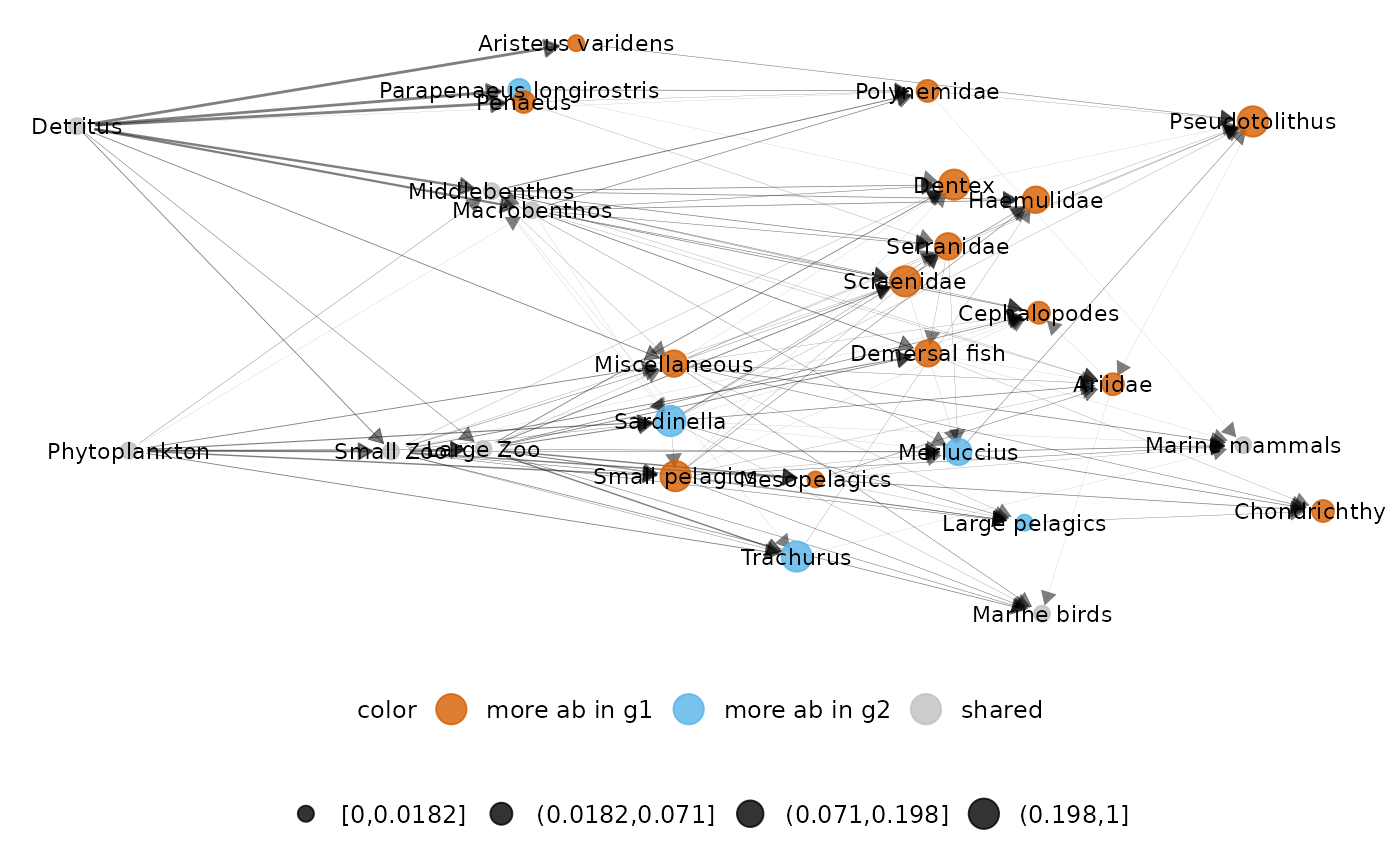 Aristeus varidens
Parapenaeus longirostris
Polynemidae
Penaeus
Detritus
Pseudotolithus
Dentex
Middlebenthos
Haemulidae
Macrobenthos
Serranidae
Sciaenidae
Cephalopodes
Demersal fish
Miscellaneous
Ariidae
Sardinella
Marine mammals
Phytoplankton
Small Zoo
Large Zoo
Merluccius
Small pelagics
Mesopelagics
Chondrichthy
Large pelagics
Trachurus
Marine birds
color more ab in g1 more ab in g2 shared
[0,0.0182] (0.0182,0.071] (0.071,0.198] (0.198,1]